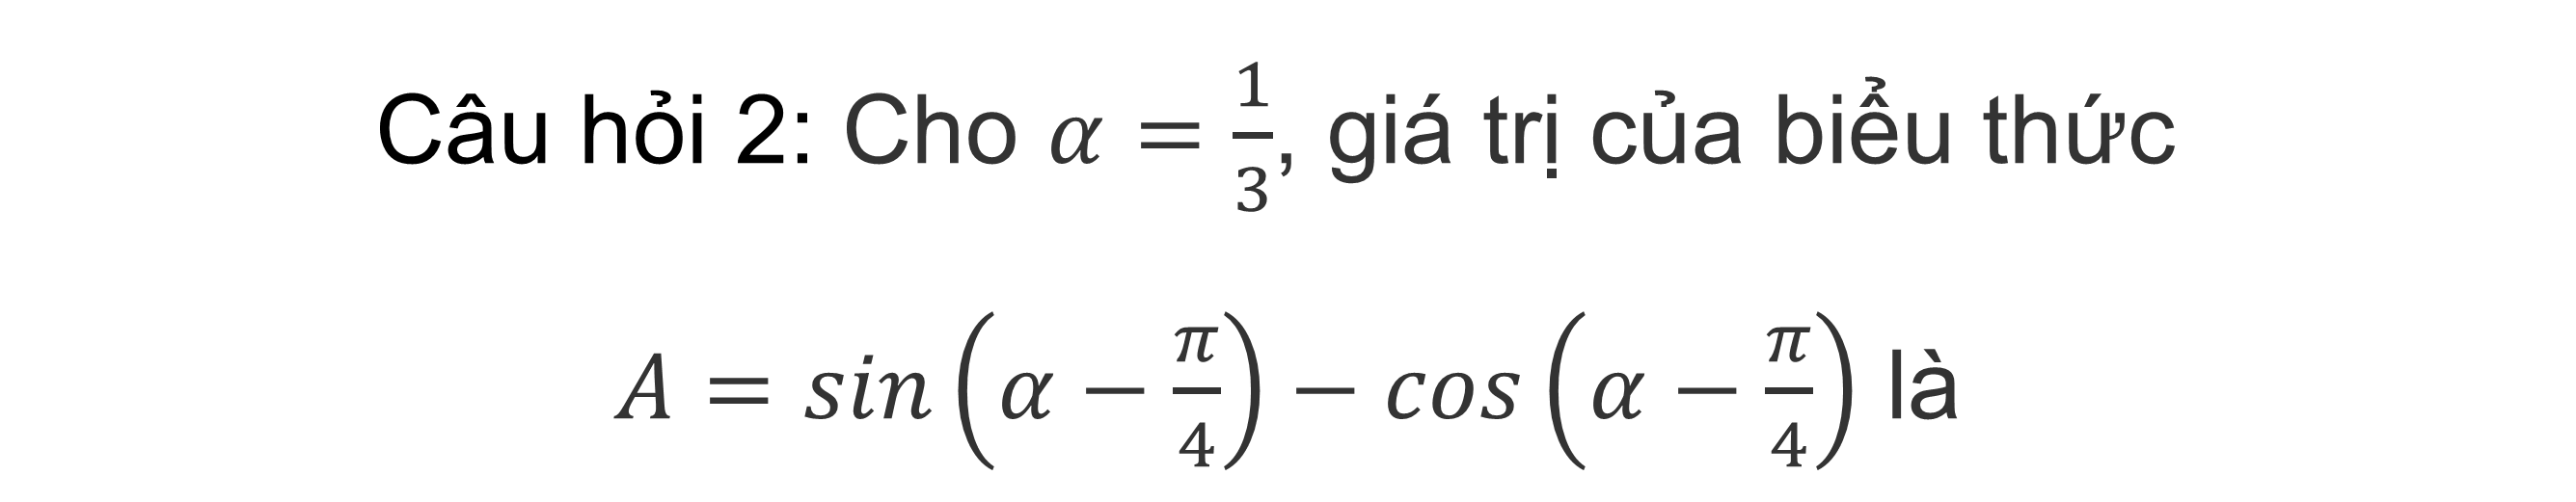 Câu hỏi 2: Cho α = 1/3, giá trị của biểu thức
A = sin(α − π/4) − cos(α − π/4) là